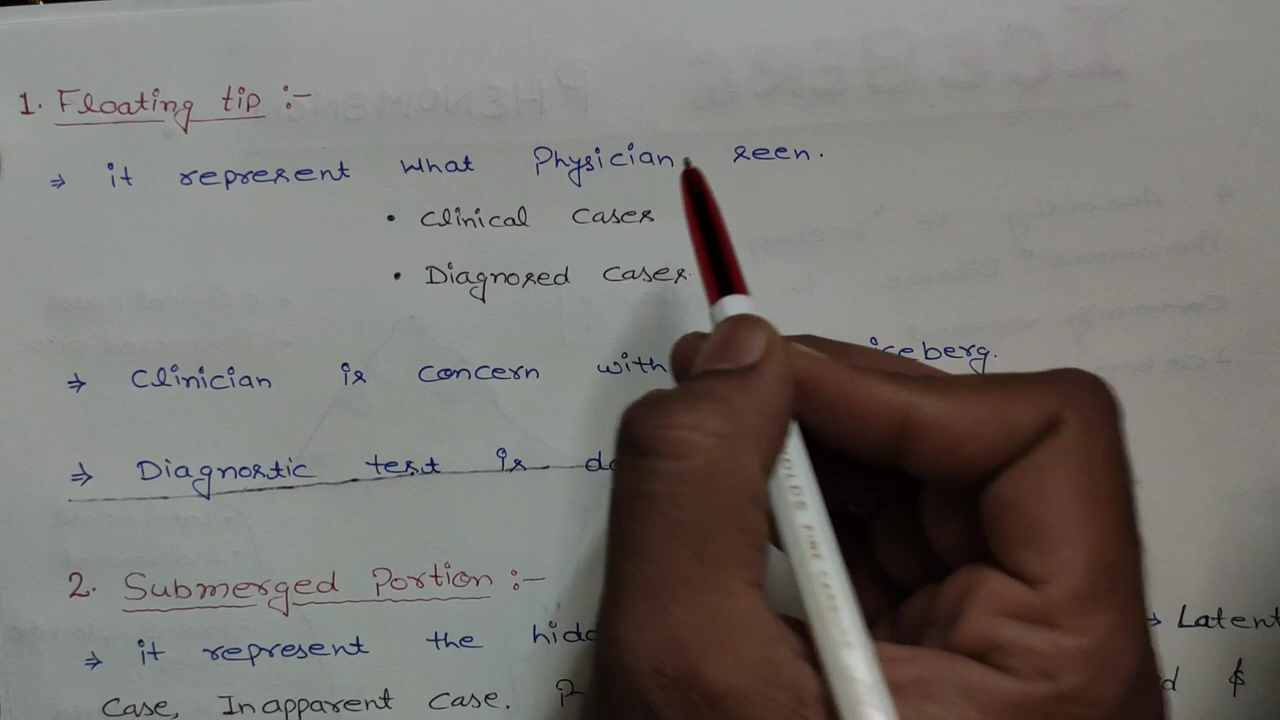 1. Floating tip :-
⇒ it represent what Physician seen.
• Clinical cases
• Diagnosed cases.
⇒ Clinician is concern with iceberg.
⇒ Diagnostic test is
2. Submerged Portion :-
⇒ it represent the → Latent
Case, Inapparent case.